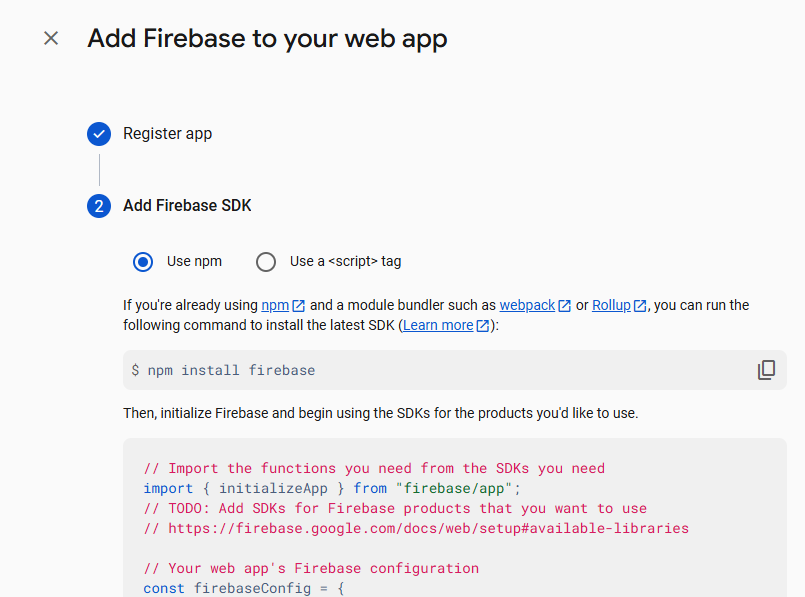 Add Firebase to your web app
Register app
2 Add Firebase SDK
Use npm Use a <script> tag
If you're already using npm and a module bundler such as webpack or Rollup, you can run the
following command to install the latest SDK (Learn more):
$ npm install firebase
Then, initialize Firebase and begin using the SDKs for the products you'd like to use.
// Import the functions you need from the SDKs you need
import { initializeApp } from "firebase/app";
// TODO: Add SDKs for Firebase products that you want to use
// https://firebase.google.com/docs/web/setup#available-libraries
// Your web app's Firebase configuration
const firebaseConfig = {